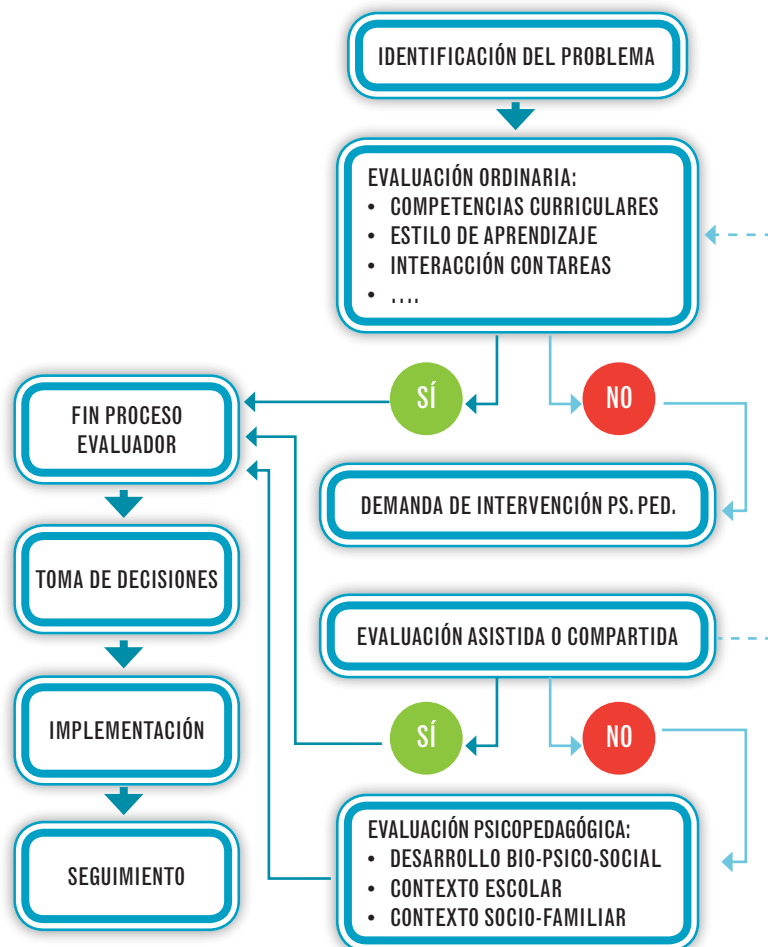 IDENTIFICACIÓN DEL PROBLEMA
EVALUACIÓN ORDINARIA:
• COMPETENCIAS CURRICULARES
• ESTILO DE APRENDIZAJE
• INTERACCIÓN CON TAREAS
• ....
SÍ
NO
FIN PROCESO
EVALUADOR
DEMANDA DE INTERVENCIÓN PS. PED.
TOMA DE DECISIONES
EVALUACIÓN ASISTIDA O COMPARTIDA
IMPLEMENTACIÓN
SÍ
NO
EVALUACIÓN PSICOPEDAGÓGICA:
• DESARROLLO BIO-PSICO-SOCIAL
• CONTEXTO ESCOLAR
• CONTEXTO SOCIO-FAMILIAR
SEGUIMIENTO